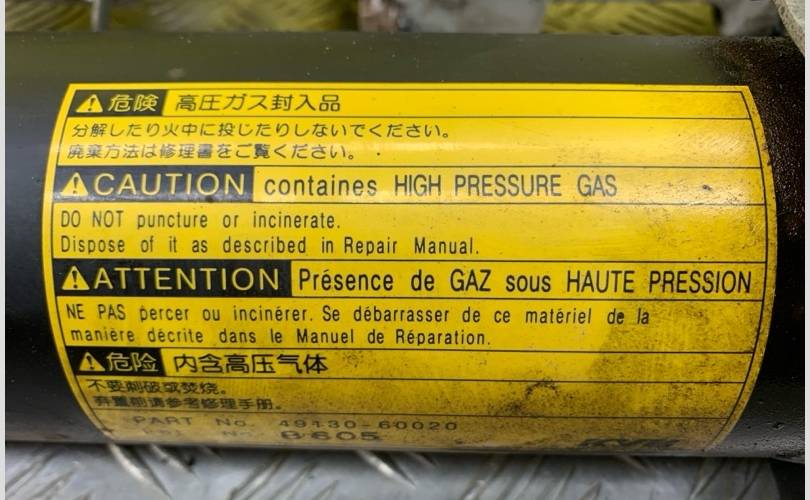 ⚠危険 高圧ガス封入品
分解したり火中に投じたりしないでください。
廃棄方法は修理書をご覧ください。
⚠CAUTION containes HIGH PRESSURE GAS
DO NOT puncture or incinerate.
Dispose of it as described in Repair Manual.
⚠ATTENTION Présence de GAZ sous HAUTE PRESSION
NE PAS percer ou incinérer. Se débarrasser de ce matériel de la
manière décrite dans le Manuel de Réparation.
⚠危险 内含高压气体
不要刺破或焚烧。
弃置前请参考修理手册。
PART No. 49130-60020
No. 6605